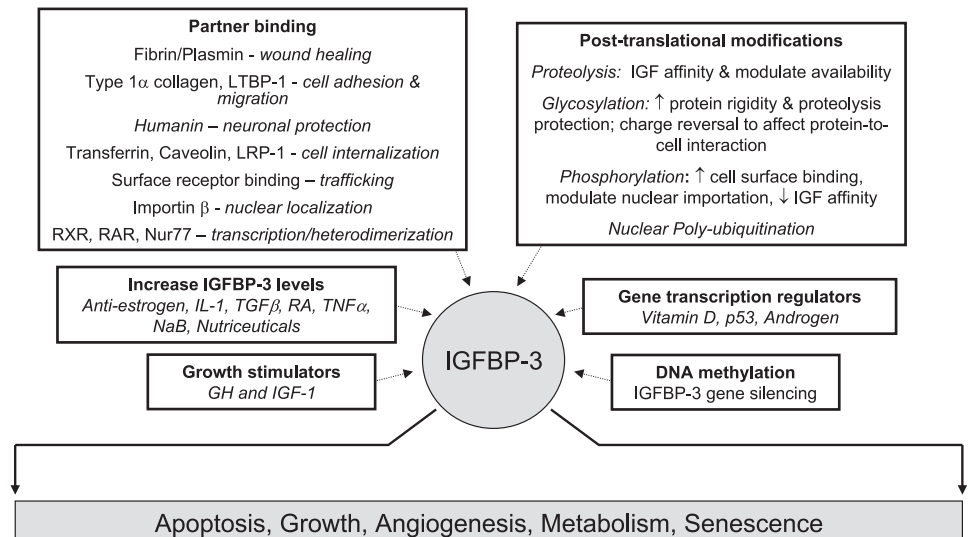 Partner binding
Fibrin/Plasmin - wound healing
Type 1α collagen, LTBP-1 - cell adhesion &
migration
Humanin – neuronal protection
Transferrin, Caveolin, LRP-1 - cell internalization
Surface receptor binding – trafficking
Importin β - nuclear localization
RXR, RAR, Nur77 – transcription/heterodimerization
Post-translational modifications
Proteolysis: IGF affinity & modulate availability
Glycosylation: ↑ protein rigidity & proteolysis
protection; charge reversal to affect protein-to-
cell interaction
Phosphorylation: ↑ cell surface binding,
modulate nuclear importation, ↓ IGF affinity
Nuclear Poly-ubiquitination
Increase IGFBP-3 levels
Anti-estrogen, IL-1, TGFβ, RA, TNFα,
NaB, Nutriceuticals
Growth stimulators
GH and IGF-1
IGFBP-3
Gene transcription regulators
Vitamin D, p53, Androgen
DNA methylation
IGFBP-3 gene silencing
Apoptosis, Growth, Angiogenesis, Metabolism, Senescence